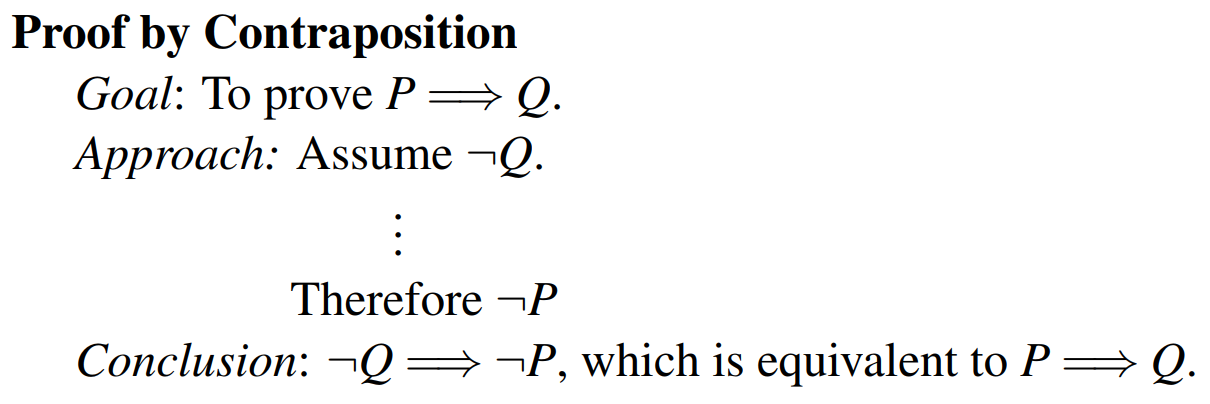 Proof by Contraposition
Goal: To prove P ⟹ Q.
Approach: Assume ¬Q.
⋮
Therefore ¬P
Conclusion: ¬Q ⟹ ¬P, which is equivalent to P ⟹ Q.